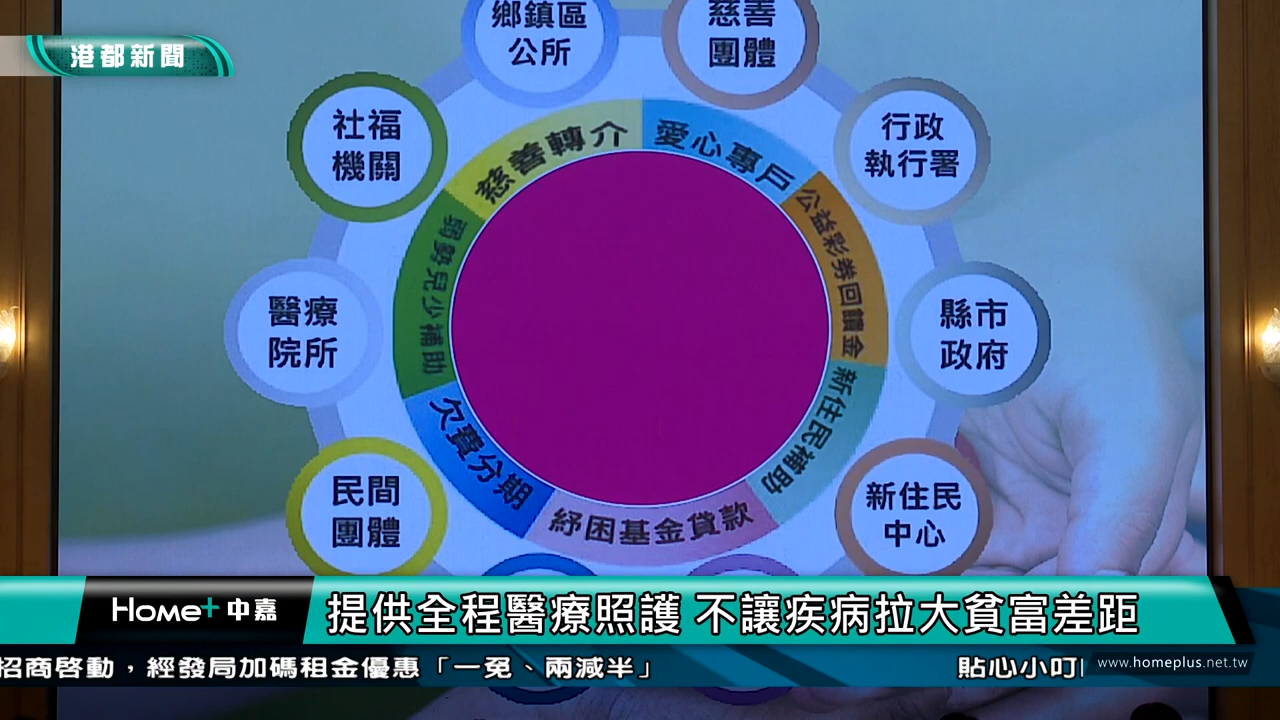 港都新聞
鄉鎮區
公所
慈善
團體
社福
機關
行政
執行署
慈善轉介
愛心專戶
公益彩券回饋金
弱勢兒少補助
醫療
院所
縣市
政府
新住民補助
欠費分期
紓困基金貸款
民間
團體
新住民
中心
Home+中嘉
提供全程醫療照護 不讓疾病拉大貧富差距
招商啓動，經發局加碼租金優惠「一免、兩減半」
貼心小叮
www.homeplus.net.tw